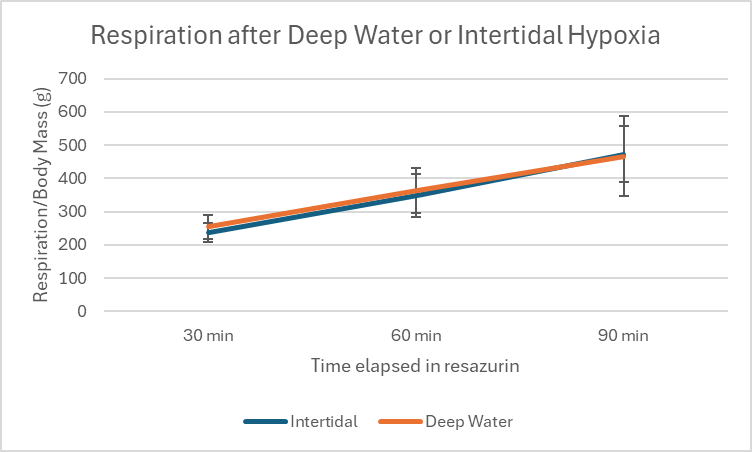 Respiration after Deep Water or Intertidal Hypoxia
Respiration/Body Mass (g)
700
600
500
400
300
200
100
0
30 min 60 min 90 min
Time elapsed in resazurin
Intertidal Deep Water